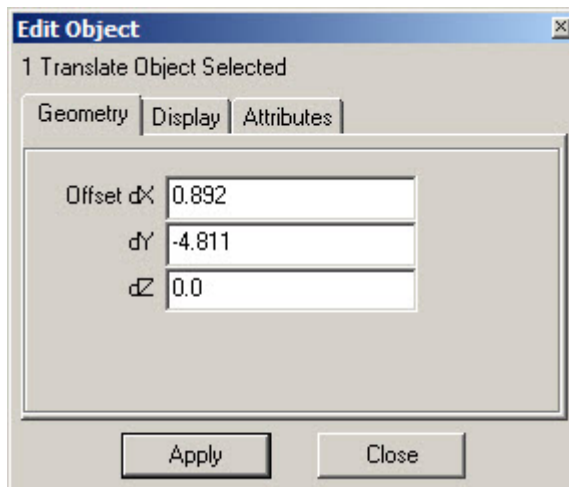 Edit Object
1 Translate Object Selected
Geometry Display Attributes
Offset dX 0.892
dY -4.811
dZ 0.0
Apply Close